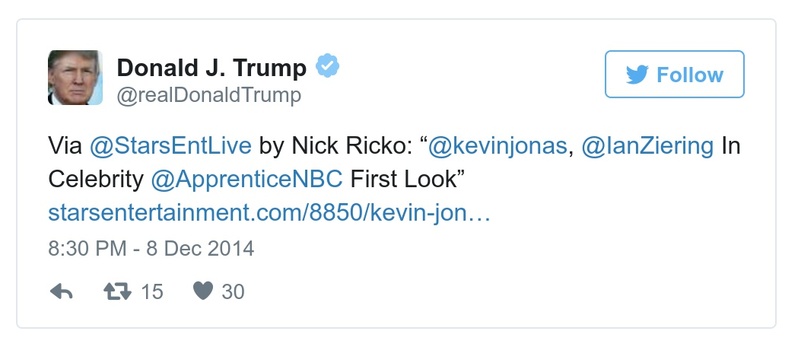 Donald J. Trump
@realDonaldTrump
Follow
Via @StarsEntLive by Nick Ricko: “@kevinjonas, @IanZiering In
Celebrity @ApprenticeNBC First Look”
starsentertainment.com/8850/kevin-jon…
8:30 PM - 8 Dec 2014
15 30